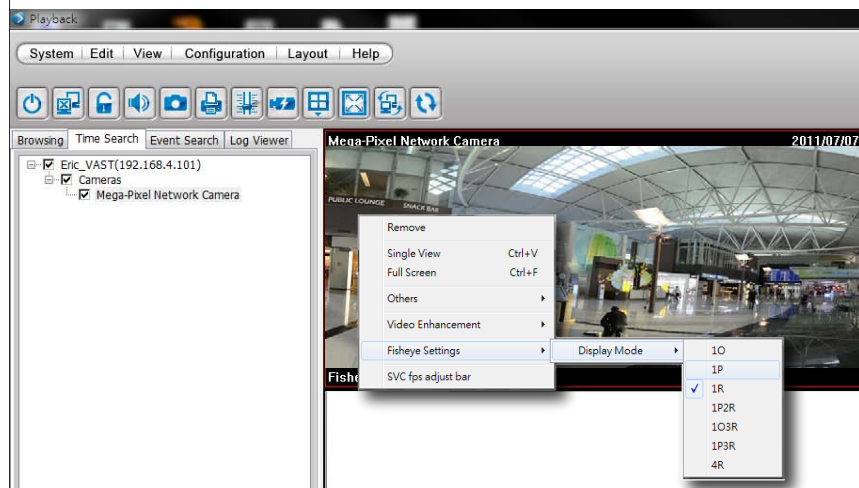 Playback
System Edit View Configuration Layout Help
Browsing Time Search Event Search Log Viewer
Eric_VAST(192.168.4.101)
Cameras
Mega-Pixel Network Camera
Mega-Pixel Network Camera 2011/07/07
PUBLIC LOUNGE SNACK BAR
Remove
Single View Ctrl+V
Full Screen Ctrl+F
Others
Video Enhancement
Fisheye Settings
SVC fps adjust bar
Display Mode
1O
1P
1R
1P2R
1O3R
1P3R
4R